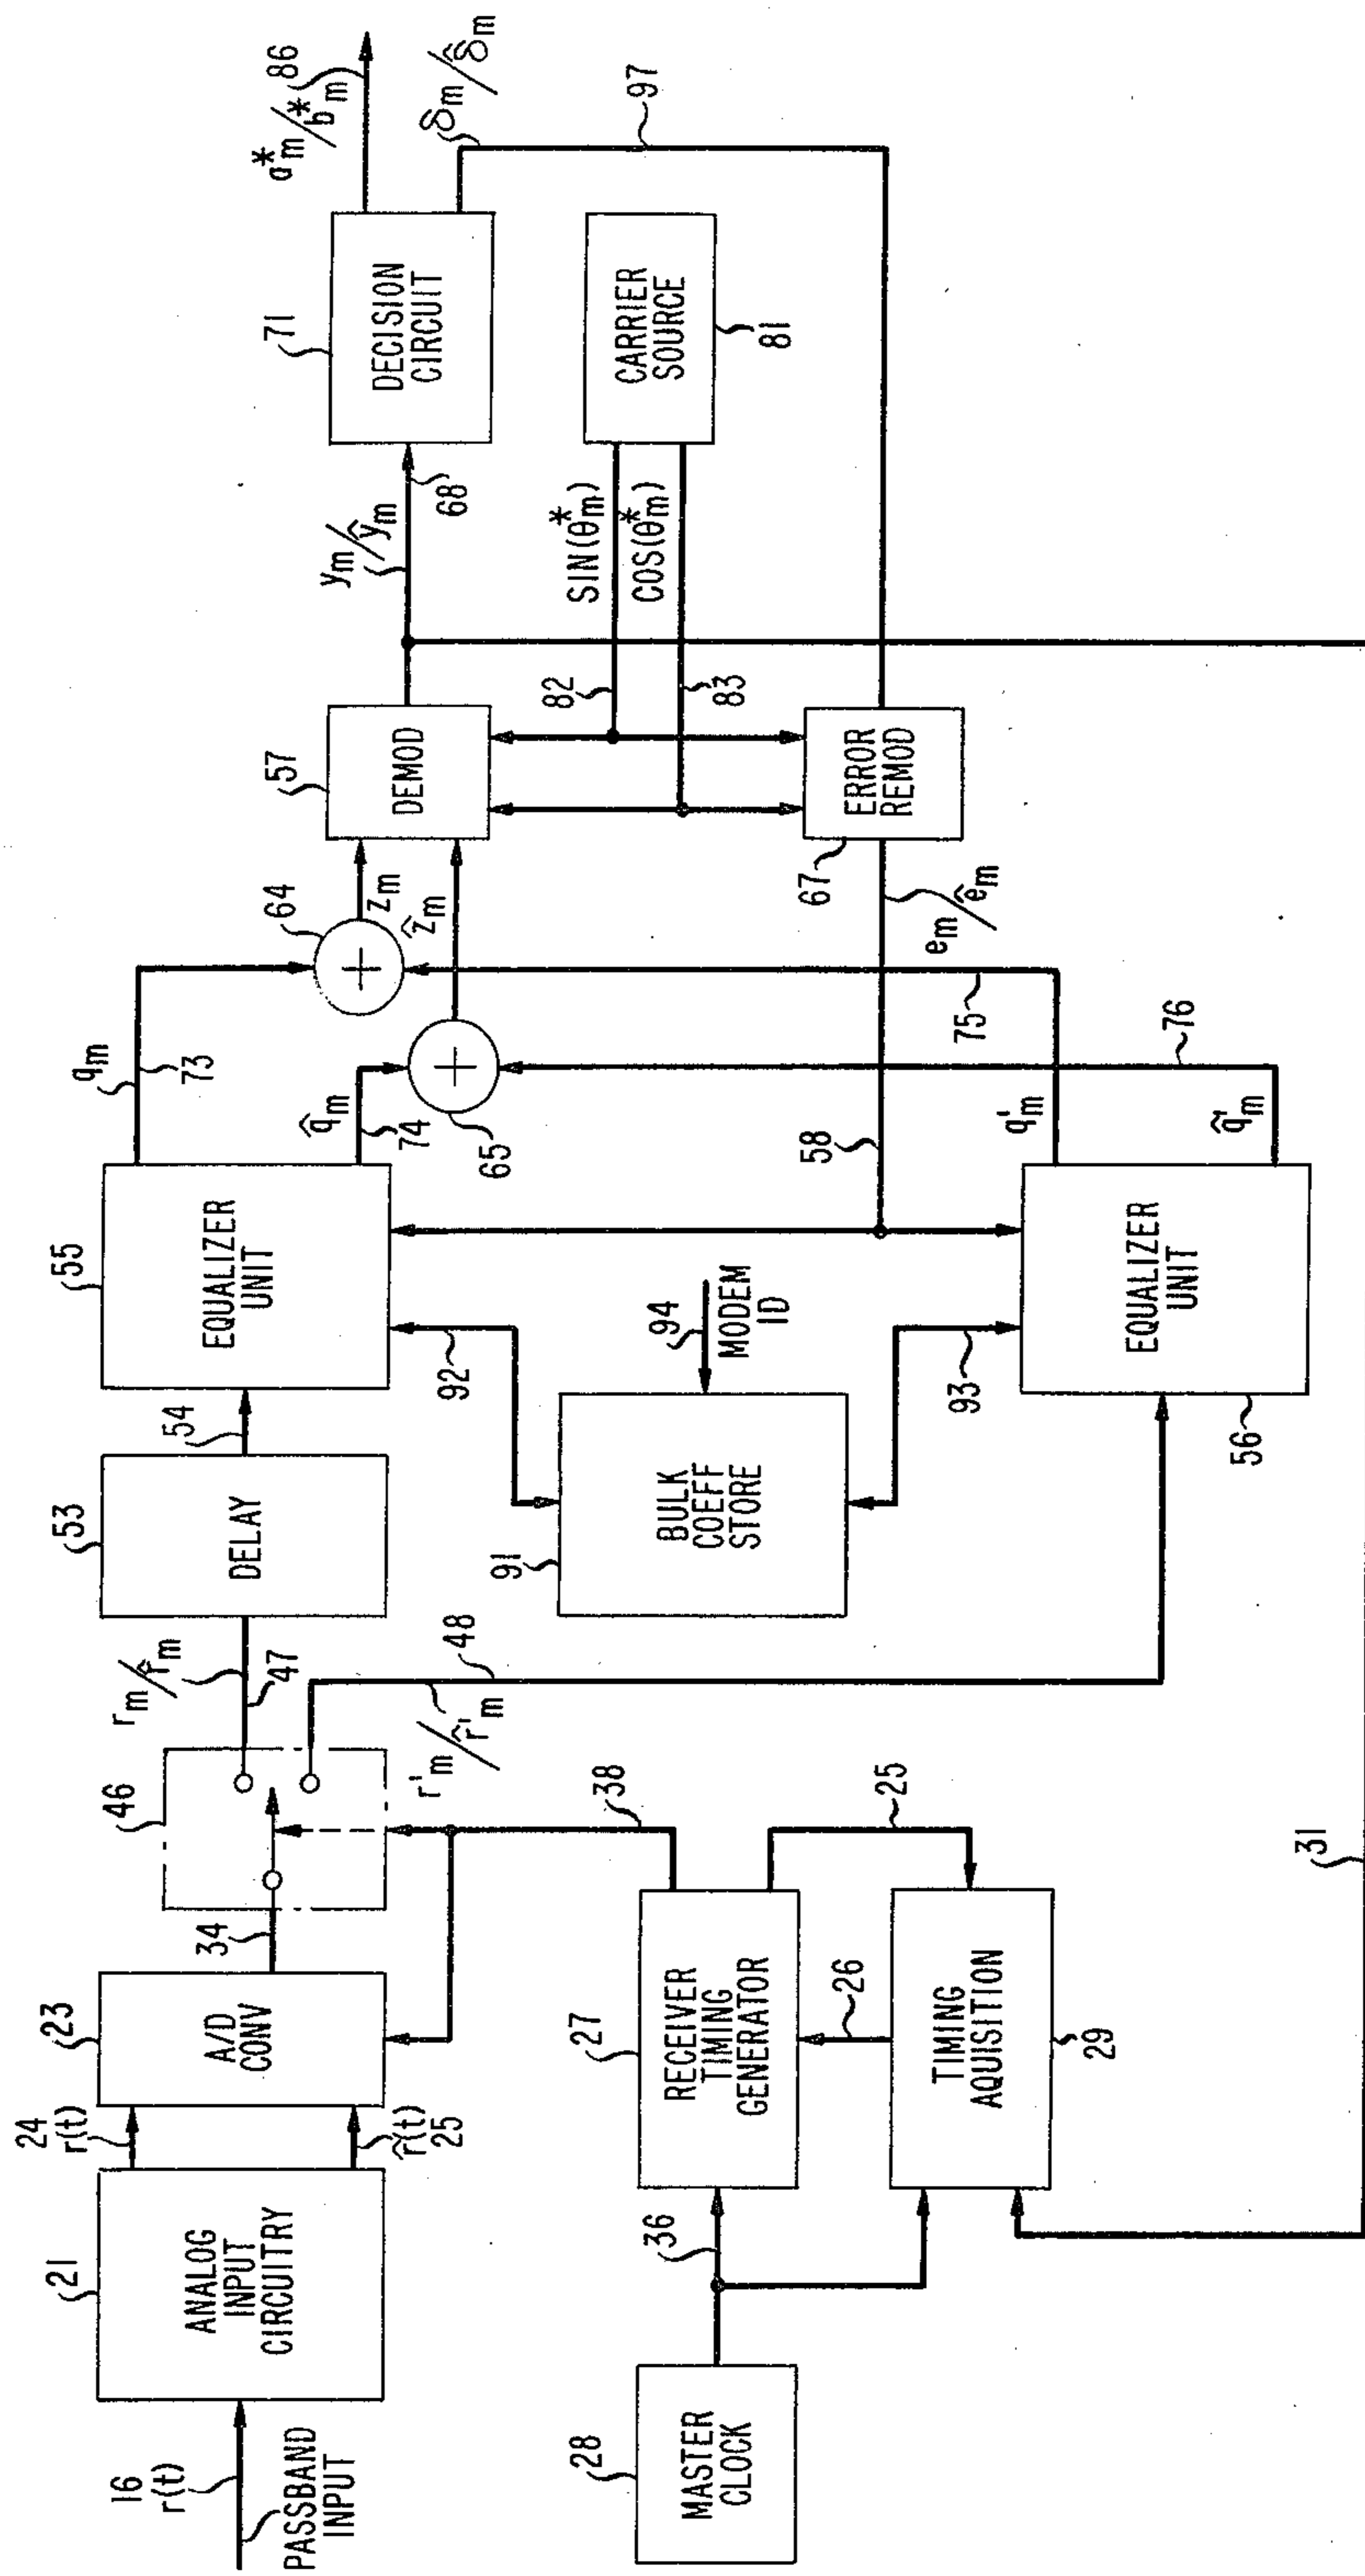 16
r(t)
PASSBAND
INPUT
21
ANALOG
INPUT
CIRCUITRY
24
r(t)
r̂(t)
25
23
A/D
CONV
34
46
r_m/r̂_m
47
r'_m/r̂'_m
48
53
DELAY
54
55
EQUALIZER
UNIT
q_m
73
q̂_m
74
64
z_m
ẑ_m
65
57
DEMOD
y_m/ŷ_m
68
71
DECISION
CIRCUIT
a*_m/b*_m
86
δ_m/δ̂_m
97
CARRIER
SOURCE
81
SIN(θ*_m)
COS(θ*_m)
82
83
ERROR
REMOD
67
e_m/ê_m
58
75
76
q'_m
q̂'_m
EQUALIZER
UNIT
56
92
93
94
MODEM
ID
BULK
COEFF
STORE
91
38
25
27
RECEIVER
TIMING
GENERATOR
26
TIMING
AQUISITION
29
36
28
MASTER
CLOCK
31